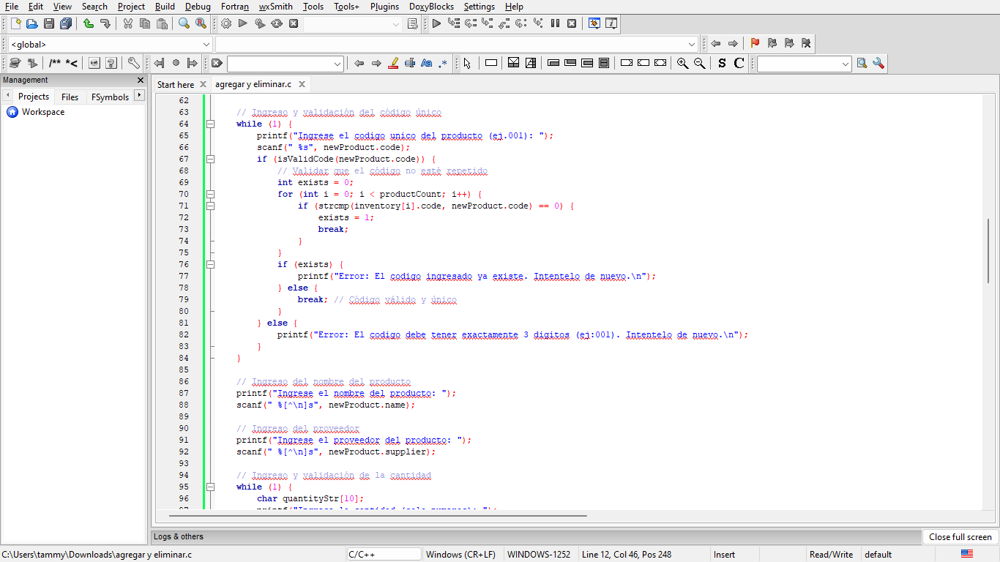 File Edit View Search Project Build Debug Fortran wxSmith Tools Tools+ Plugins DoxyBlocks Settings Help
<global>
/** *<
Aa .*
S C
Management
Projects Files FSymbols
Workspace
Start here agregar y eliminar.c
62
63 // Ingreso y validación del código único
64 while (1) {
65 printf("Ingrese el codigo unico del producto (ej.001): ");
66 scanf(" %s", newProduct.code);
67 if (isValidCode(newProduct.code)) {
68 // Validar que el código no esté repetido
69 int exists = 0;
70 for (int i = 0; i < productCount; i++) {
71 if (strcmp(inventory[i].code, newProduct.code) == 0) {
72 exists = 1;
73 break;
74 }
75 }
76 if (exists) {
77 printf("Error: El codigo ingresado ya existe. Intentelo de nuevo.\n");
78 } else {
79 break; // Código válido y único
80 }
81 } else {
82 printf("Error: El codigo debe tener exactamente 3 digitos (ej:001). Intentelo de nuevo.\n");
83 }
84 }
85
86 // Ingreso del nombre del producto
87 printf("Ingrese el nombre del producto: ");
88 scanf(" %[^\n]s", newProduct.name);
89
90 // Ingreso del proveedor
91 printf("Ingrese el proveedor del producto: ");
92 scanf(" %[^\n]s", newProduct.supplier);
93
94 // Ingreso y validación de la cantidad
95 while (1) {
96 char quantityStr[10];
97 printf("Ingrese la cantidad (solo numeros): ");
Logs & others
Close full screen
C:\Users\tammy\Downloads\agregar y eliminar.c C/C++ Windows (CR+LF) WINDOWS-1252 Line 12, Col 46, Pos 248 Insert Read/Write default